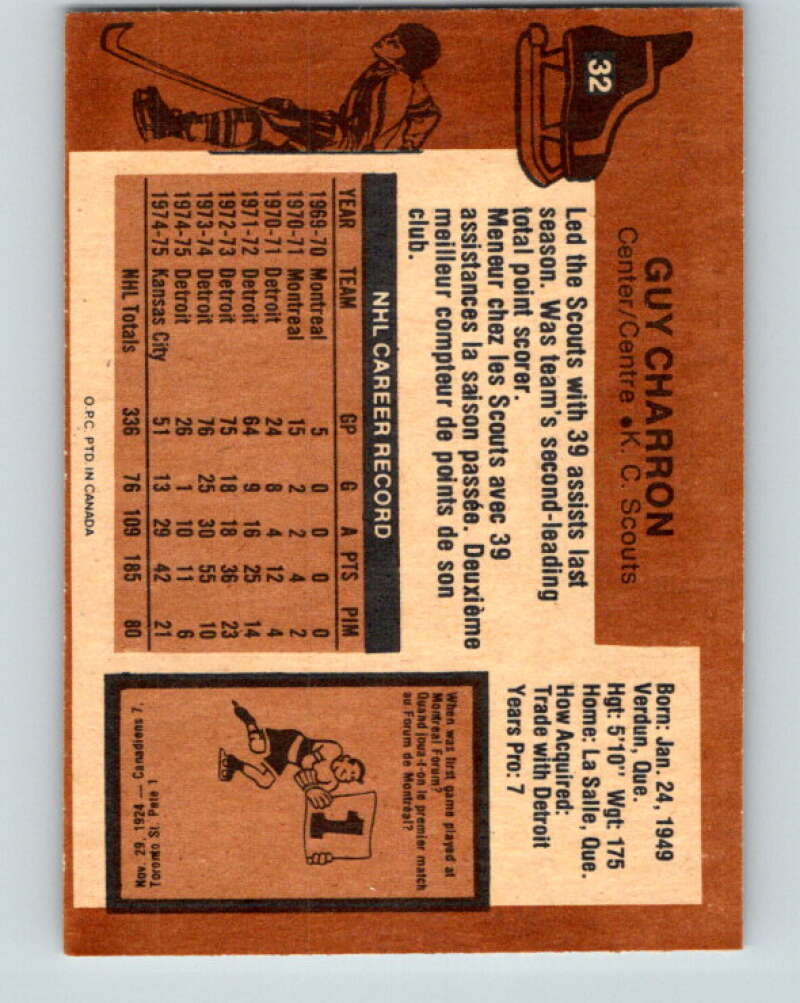 32
GUY CHARRON
Center/Centre • K. C. Scouts
Led the Scouts with 39 assists last
season. Was team's second-leading
total point scorer.
Meneur chez les Scouts avec 39
assistances la saison passée. Deuxième
meilleur compteur de points de son
club.
Born: Jan. 24, 1949
Verdun, Que.
Hgt: 5'10" Wgt: 175
Home: La Salle, Que.
How Acquired:
Trade with Detroit
Years Pro: 7
NHL CAREER RECORD
YEAR TEAM GP G A PTS PIM
1969-70 Montreal 5 0 0 0 0
1970-71 Montreal 15 2 2 4 2
1970-71 Detroit 24 8 4 12 4
1971-72 Detroit 64 9 16 25 14
1972-73 Detroit 75 18 18 36 23
1973-74 Detroit 76 25 30 55 10
1974-75 Detroit 26 1 10 11 6
1974-75 Kansas City 51 13 29 42 21
NHL Totals 336 76 109 185 80
When was first game played at
Montreal Forum?
Quand joua-t-on le premier match
au Forum de Montréal?
1
Nov. 29, 1924 — Canadiens 7,
Toronto St. Pats 1
O.P.C. PTD. IN CANADA